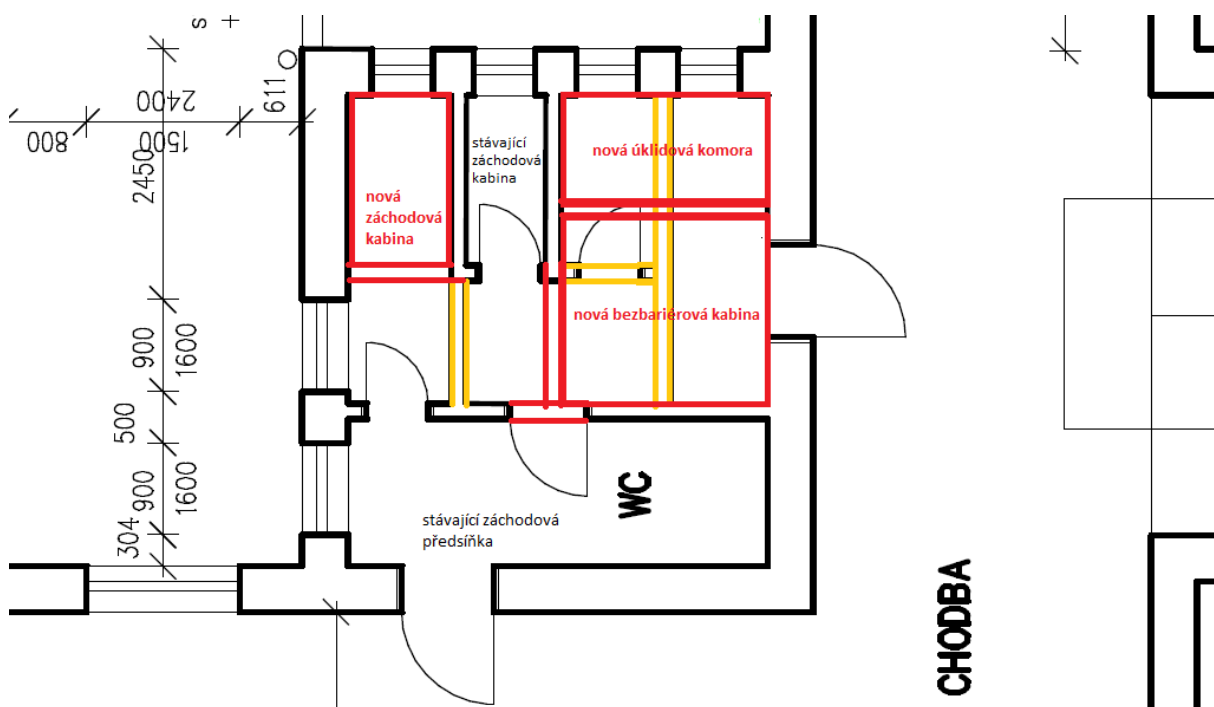 s
611
2400
1500
800
2450
stávající
záchodová
kabina
nová úklidová komora
nová
záchodová
kabina
nová bezbariérová kabina
900
1600
500
900
1600
304
stávající záchodová
předsíňka
WC
CHODBA